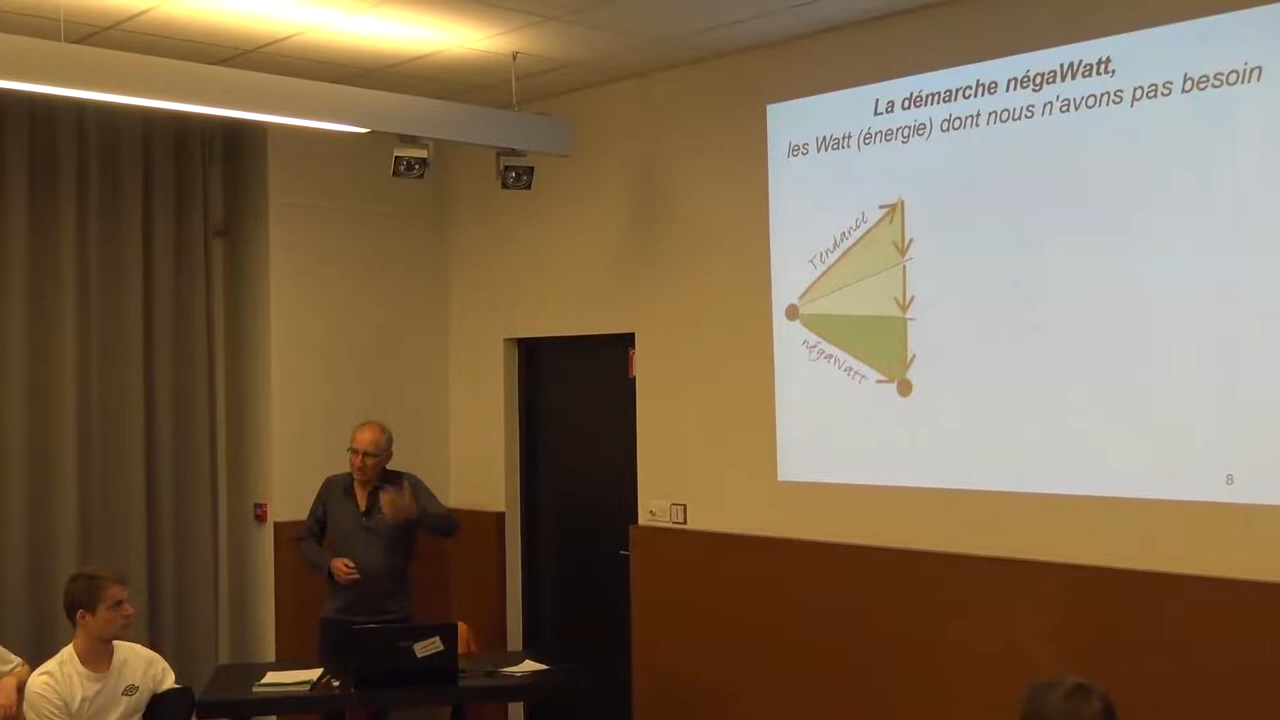 La démarche négaWatt,
les Watt (énergie) dont nous n'avons pas besoin
Tendance
négawatt
8